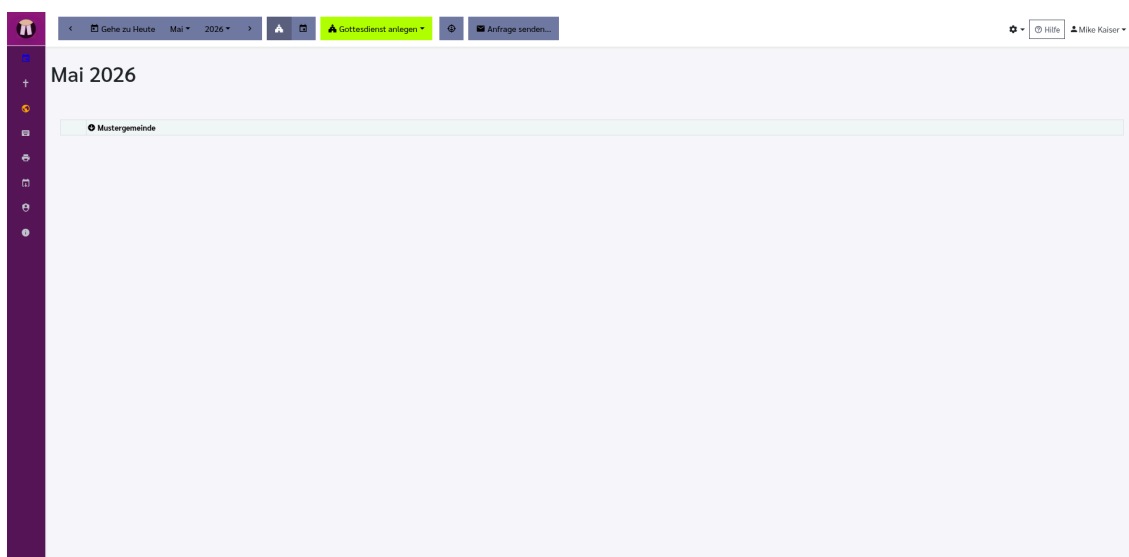 Gehe zu Heute Mai 2026 Gottesdienst anlegen Anfrage senden... Hilfe Mike Kaiser
Mai 2026
Mustergemeinde